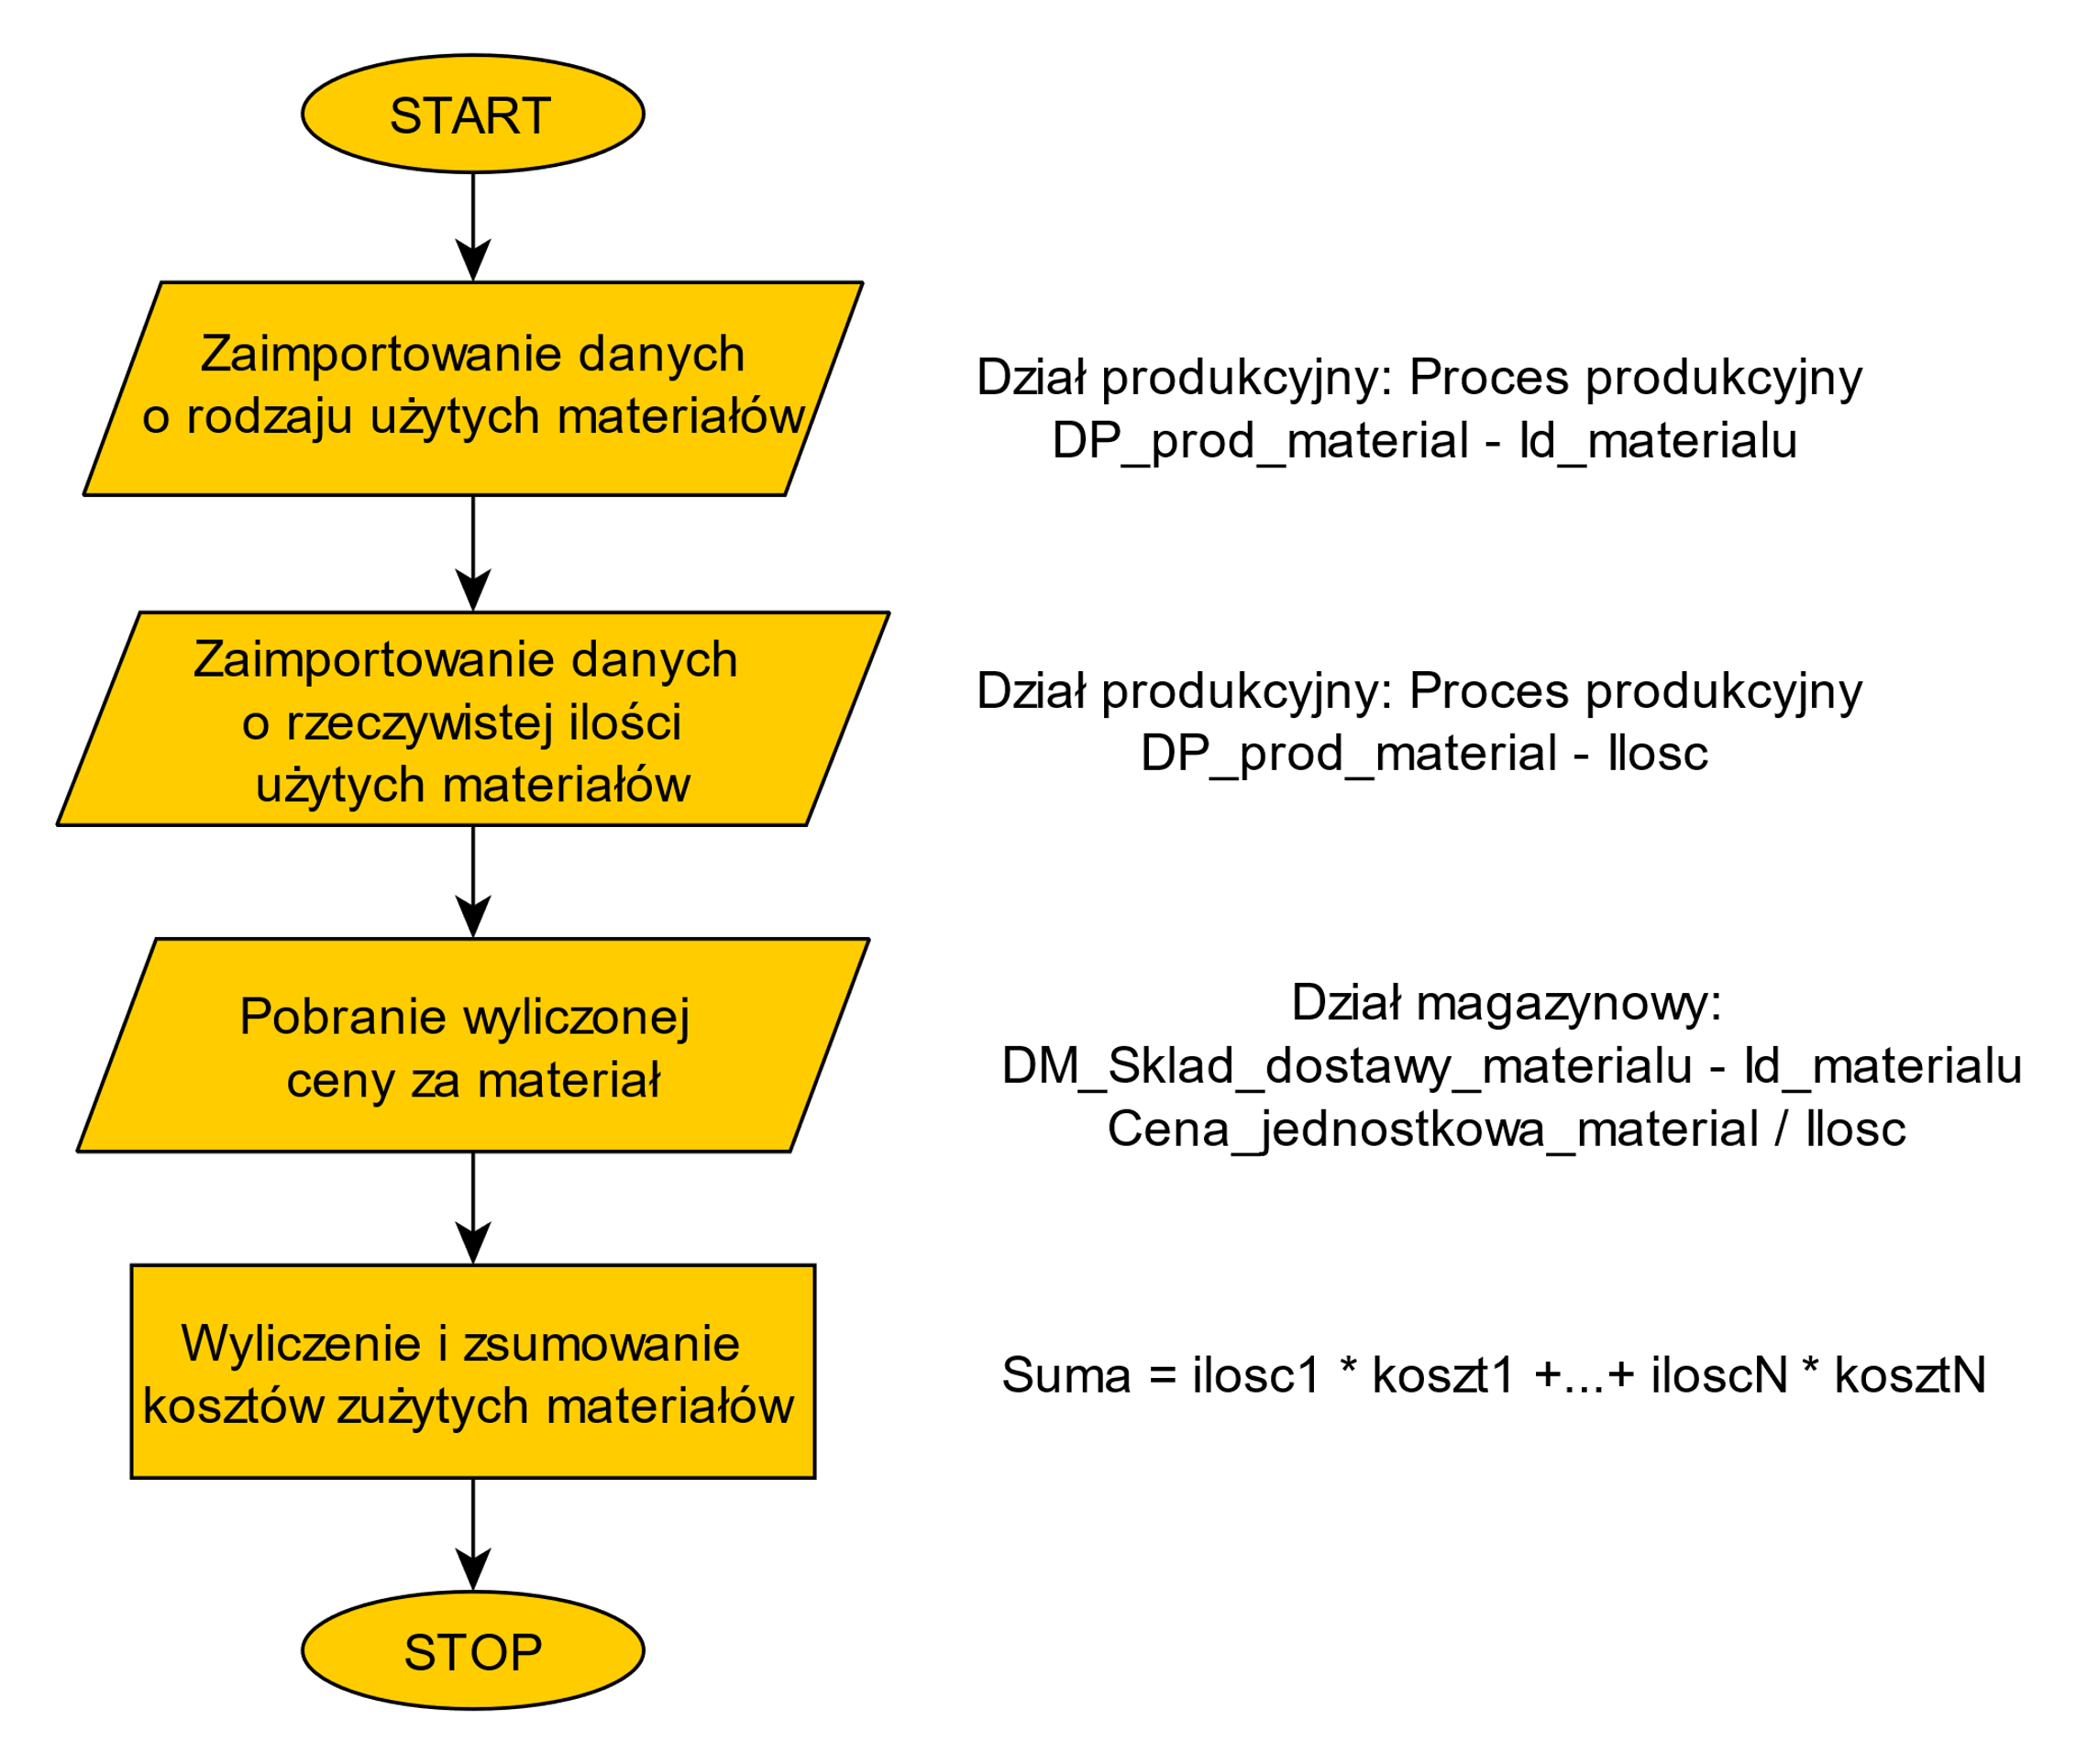 START
Zaimportowanie danych
o rodzaju użytych materiałów
Dział produkcyjny: Proces produkcyjny
DP_prod_material - Id_materialu
Zaimportowanie danych
o rzeczywistej ilości
użytych materiałów
Dział produkcyjny: Proces produkcyjny
DP_prod_material - Ilosc
Pobranie wyliczonej
ceny za materiał
Dział magazynowy:
DM_Sklad_dostawy_materialu - Id_materialu
Cena_jednostkowa_material / Ilosc
Wyliczenie i zsumowanie
kosztów zużytych materiałów
Suma = ilosc1 * koszt1 +...+ iloscN * kosztN
STOP